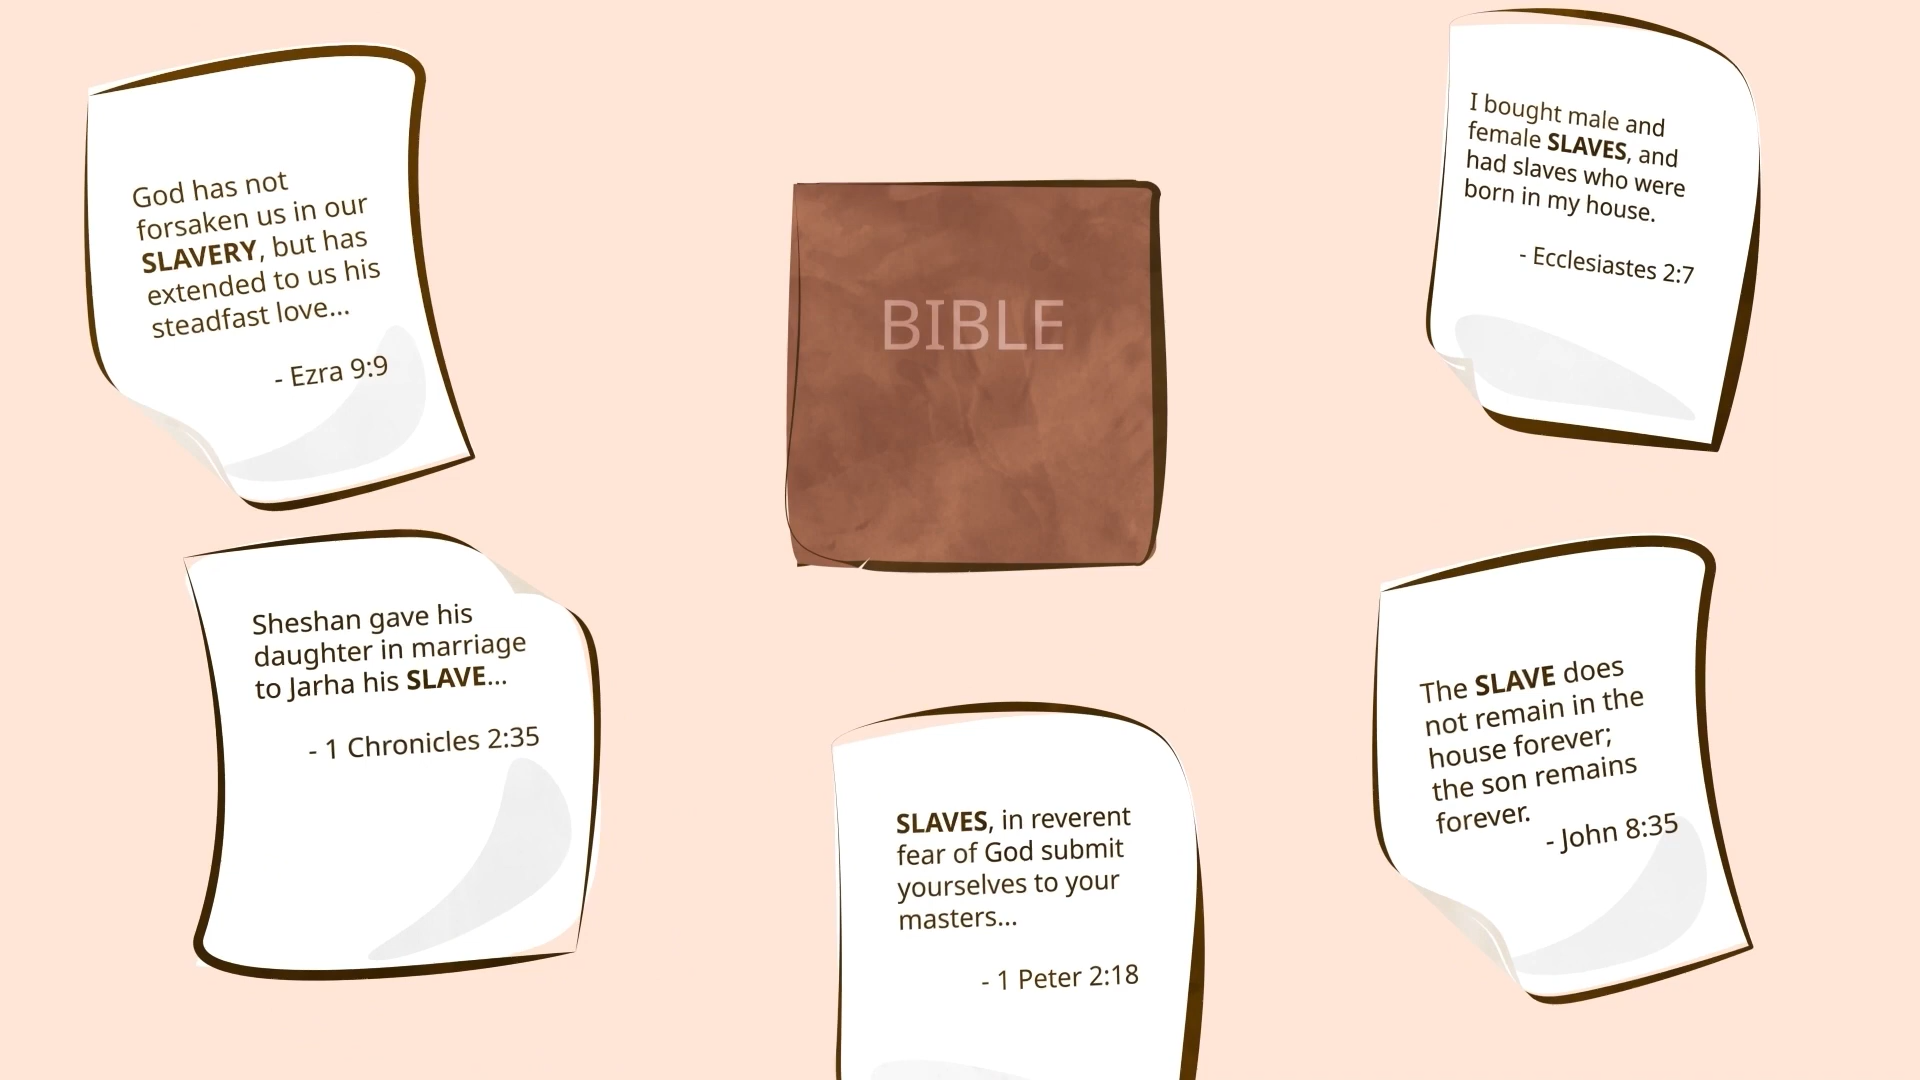 God has not
forsaken us in our
SLAVERY, but has
extended to us his
steadfast love...
- Ezra 9:9
BIBLE
I bought male and
female SLAVES, and
had slaves who were
born in my house.
- Ecclesiastes 2:7
Sheshan gave his
daughter in marriage
to Jarha his SLAVE...
- 1 Chronicles 2:35
SLAVES, in reverent
fear of God submit
yourselves to your
masters...
- 1 Peter 2:18
The SLAVE does
not remain in the
house forever;
the son remains
forever.
- John 8:35